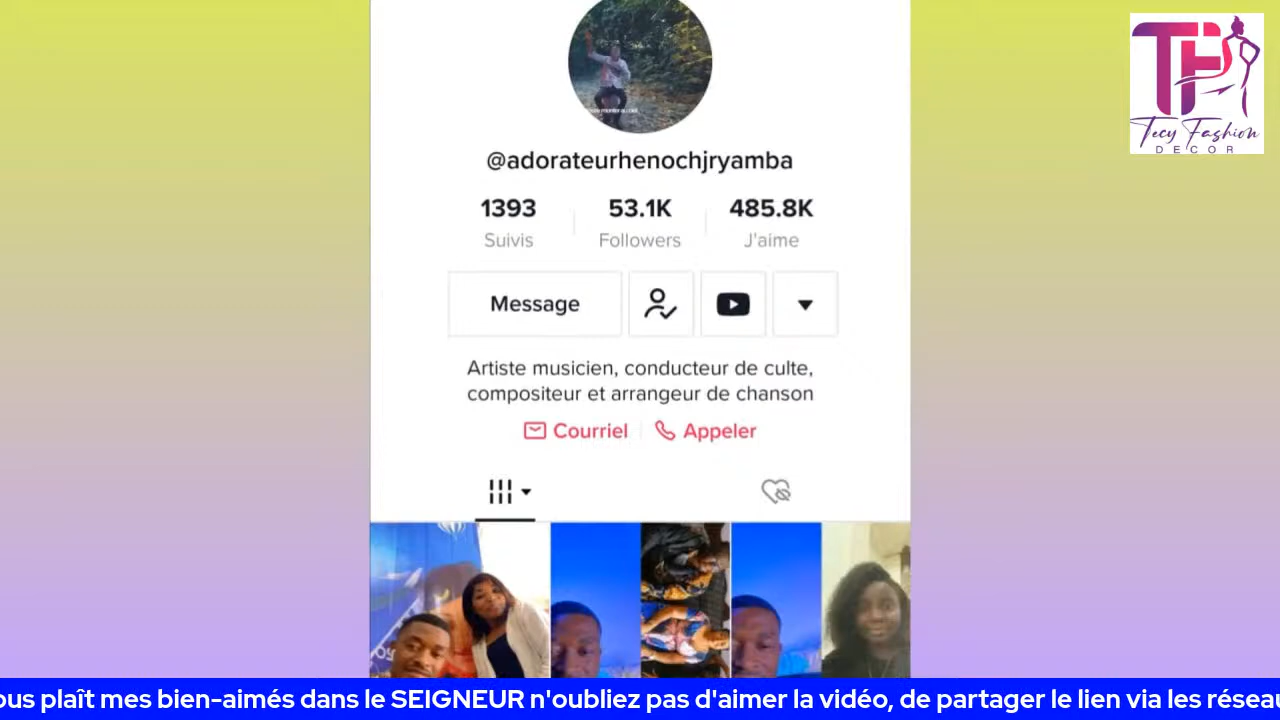 TF
Tecy Fashion
DECOR
@adorateurhenochjryamba
1393
53.1K
485.8K
Suivis
Followers
J'aime
Message
Artiste musicien, conducteur de culte,
compositeur et arrangeur de chanson
Courriel
Appeler
ous plaît mes bien-aimés dans le SEIGNEUR n'oubliez pas d'aimer la vidéo, de partager le lien via les réseau